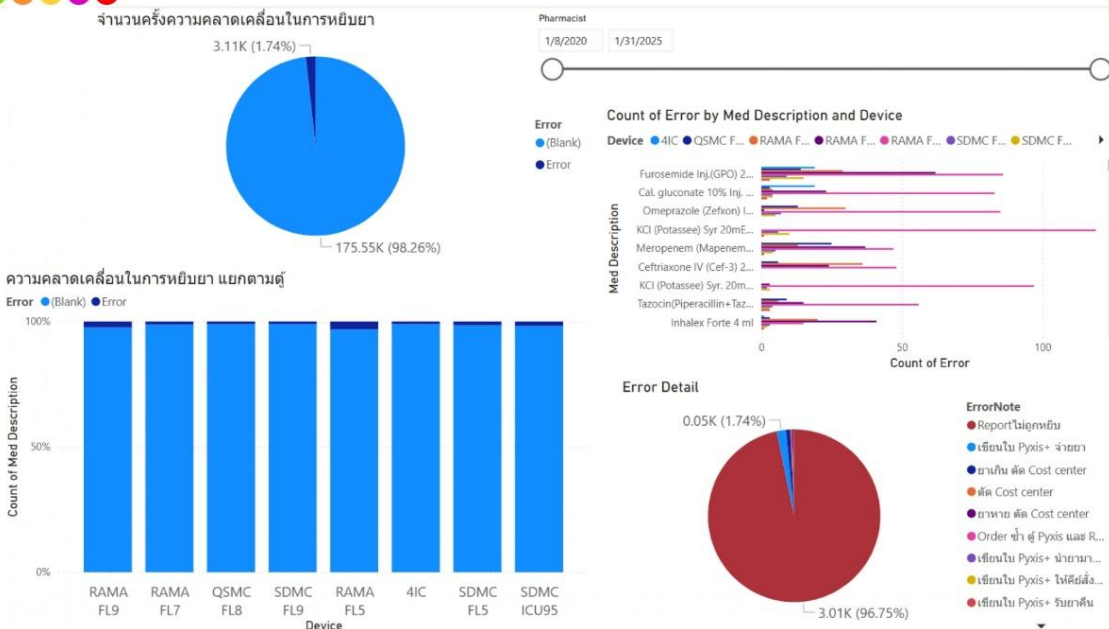 จำนวนครั้งความคลาดเคลื่อนในการหยิบยา
3.11K (1.74%)
175.55K (98.26%)
Error
(Blank)
Error
Pharmacist
1/8/2020 1/31/2025
Count of Error by Med Description and Device
Device 4IC QSMC F... RAMA F... RAMA F... RAMA F... SDMC F... SDMC F...
Med Description
Furosemide Inj.(GPO) 2...
Cal. gluconate 10% Inj. ...
Omeprazole (Zefxon) I...
KCl (Potassee) Syr 20mE...
Meropenem (Mapenem...
Ceftriaxone IV (Cef-3) 2...
KCl (Potassee) Syr. 20m...
Tazocin(Piperacillin+Taz...
Inhalex Forte 4 ml
0 50 100
Count of Error
ความคลาดเคลื่อนในการหยิบยา แยกตามตู้
Error (Blank) Error
Count of Med Description
100%
50%
0%
RAMA FL9
RAMA FL7
QSMC FL8
SDMC FL9
RAMA FL5
4IC
SDMC FL5
SDMC ICU95
Device
Error Detail
0.05K (1.74%)
3.01K (96.75%)
ErrorNote
Reportไม่ถูกหยิบ
เขียนใบ Pyxis+ จ่ายยา
ยาเกิน ตัด Cost center
ตัด Cost center
ยาหาย ตัด Cost center
Order ซ้ำ ตู้ Pyxis และ R...
เขียนใบ Pyxis+ นำยามา...
เขียนใบ Pyxis+ ให้คีย์สั่ง...
เขียนใบ Pyxis+ รับยาคืน